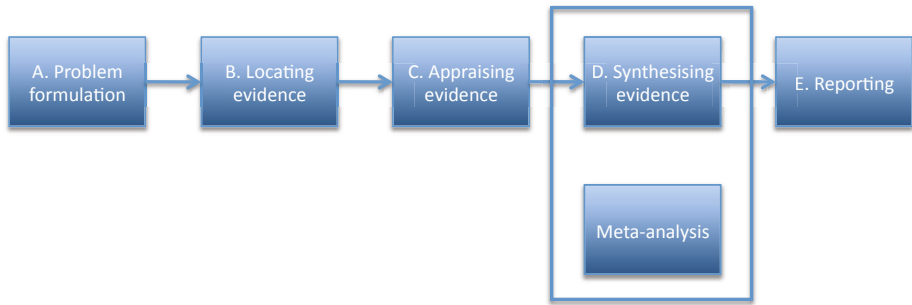 A. Problem
formulation
B. Locating
evidence
C. Appraising
evidence
D. Synthesising
evidence
E. Reporting
Meta-analysis